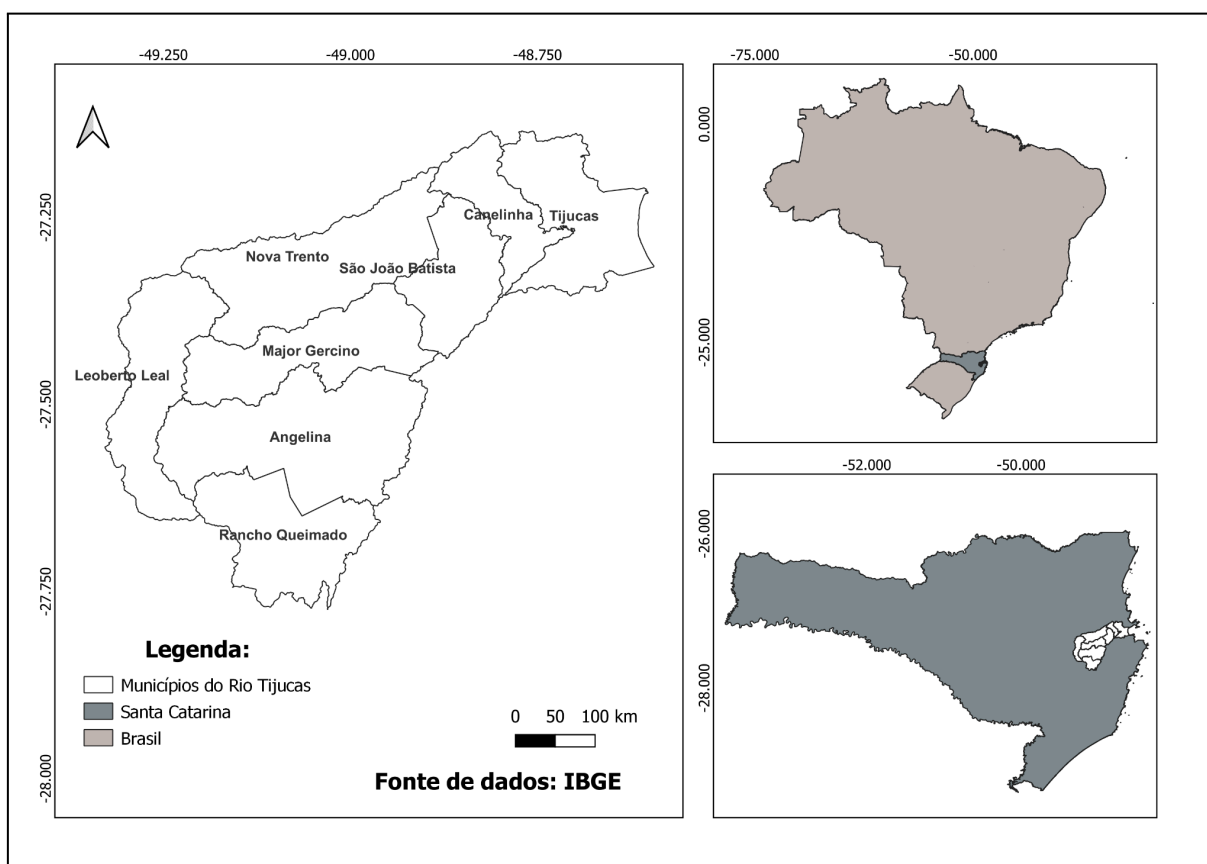 -49.250 -49.000 -48.750
-27.250
-27.500
-27.750
-28.000
Canelinha Tijucas
Nova Trento
São João Batista
Major Gercino
Leoberto Leal
Angelina
Rancho Queimado
Legenda:
Municípios do Rio Tijucas
Santa Catarina
Brasil
0 50 100 km
Fonte de dados: IBGE
-75.000 -50.000
0.000
-25.000
-52.000 -50.000
-26.000
-28.000